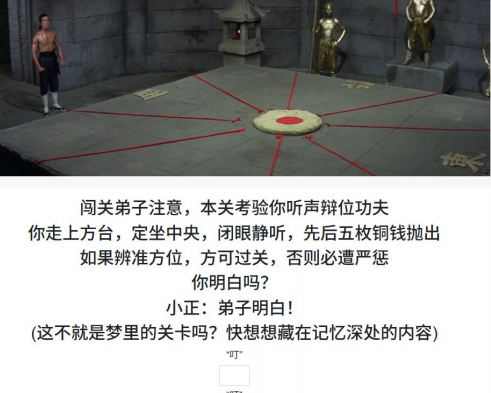 闯关弟子注意，本关考验你听声辩位功夫
你走上方台，定坐中央，闭眼静听，先后五枚铜钱抛出
如果辨准方位，方可过关，否则必遭严惩
你明白吗？
小正：弟子明白！
(这不就是梦里的关卡吗？快想想藏在记忆深处的内容)
“叮”